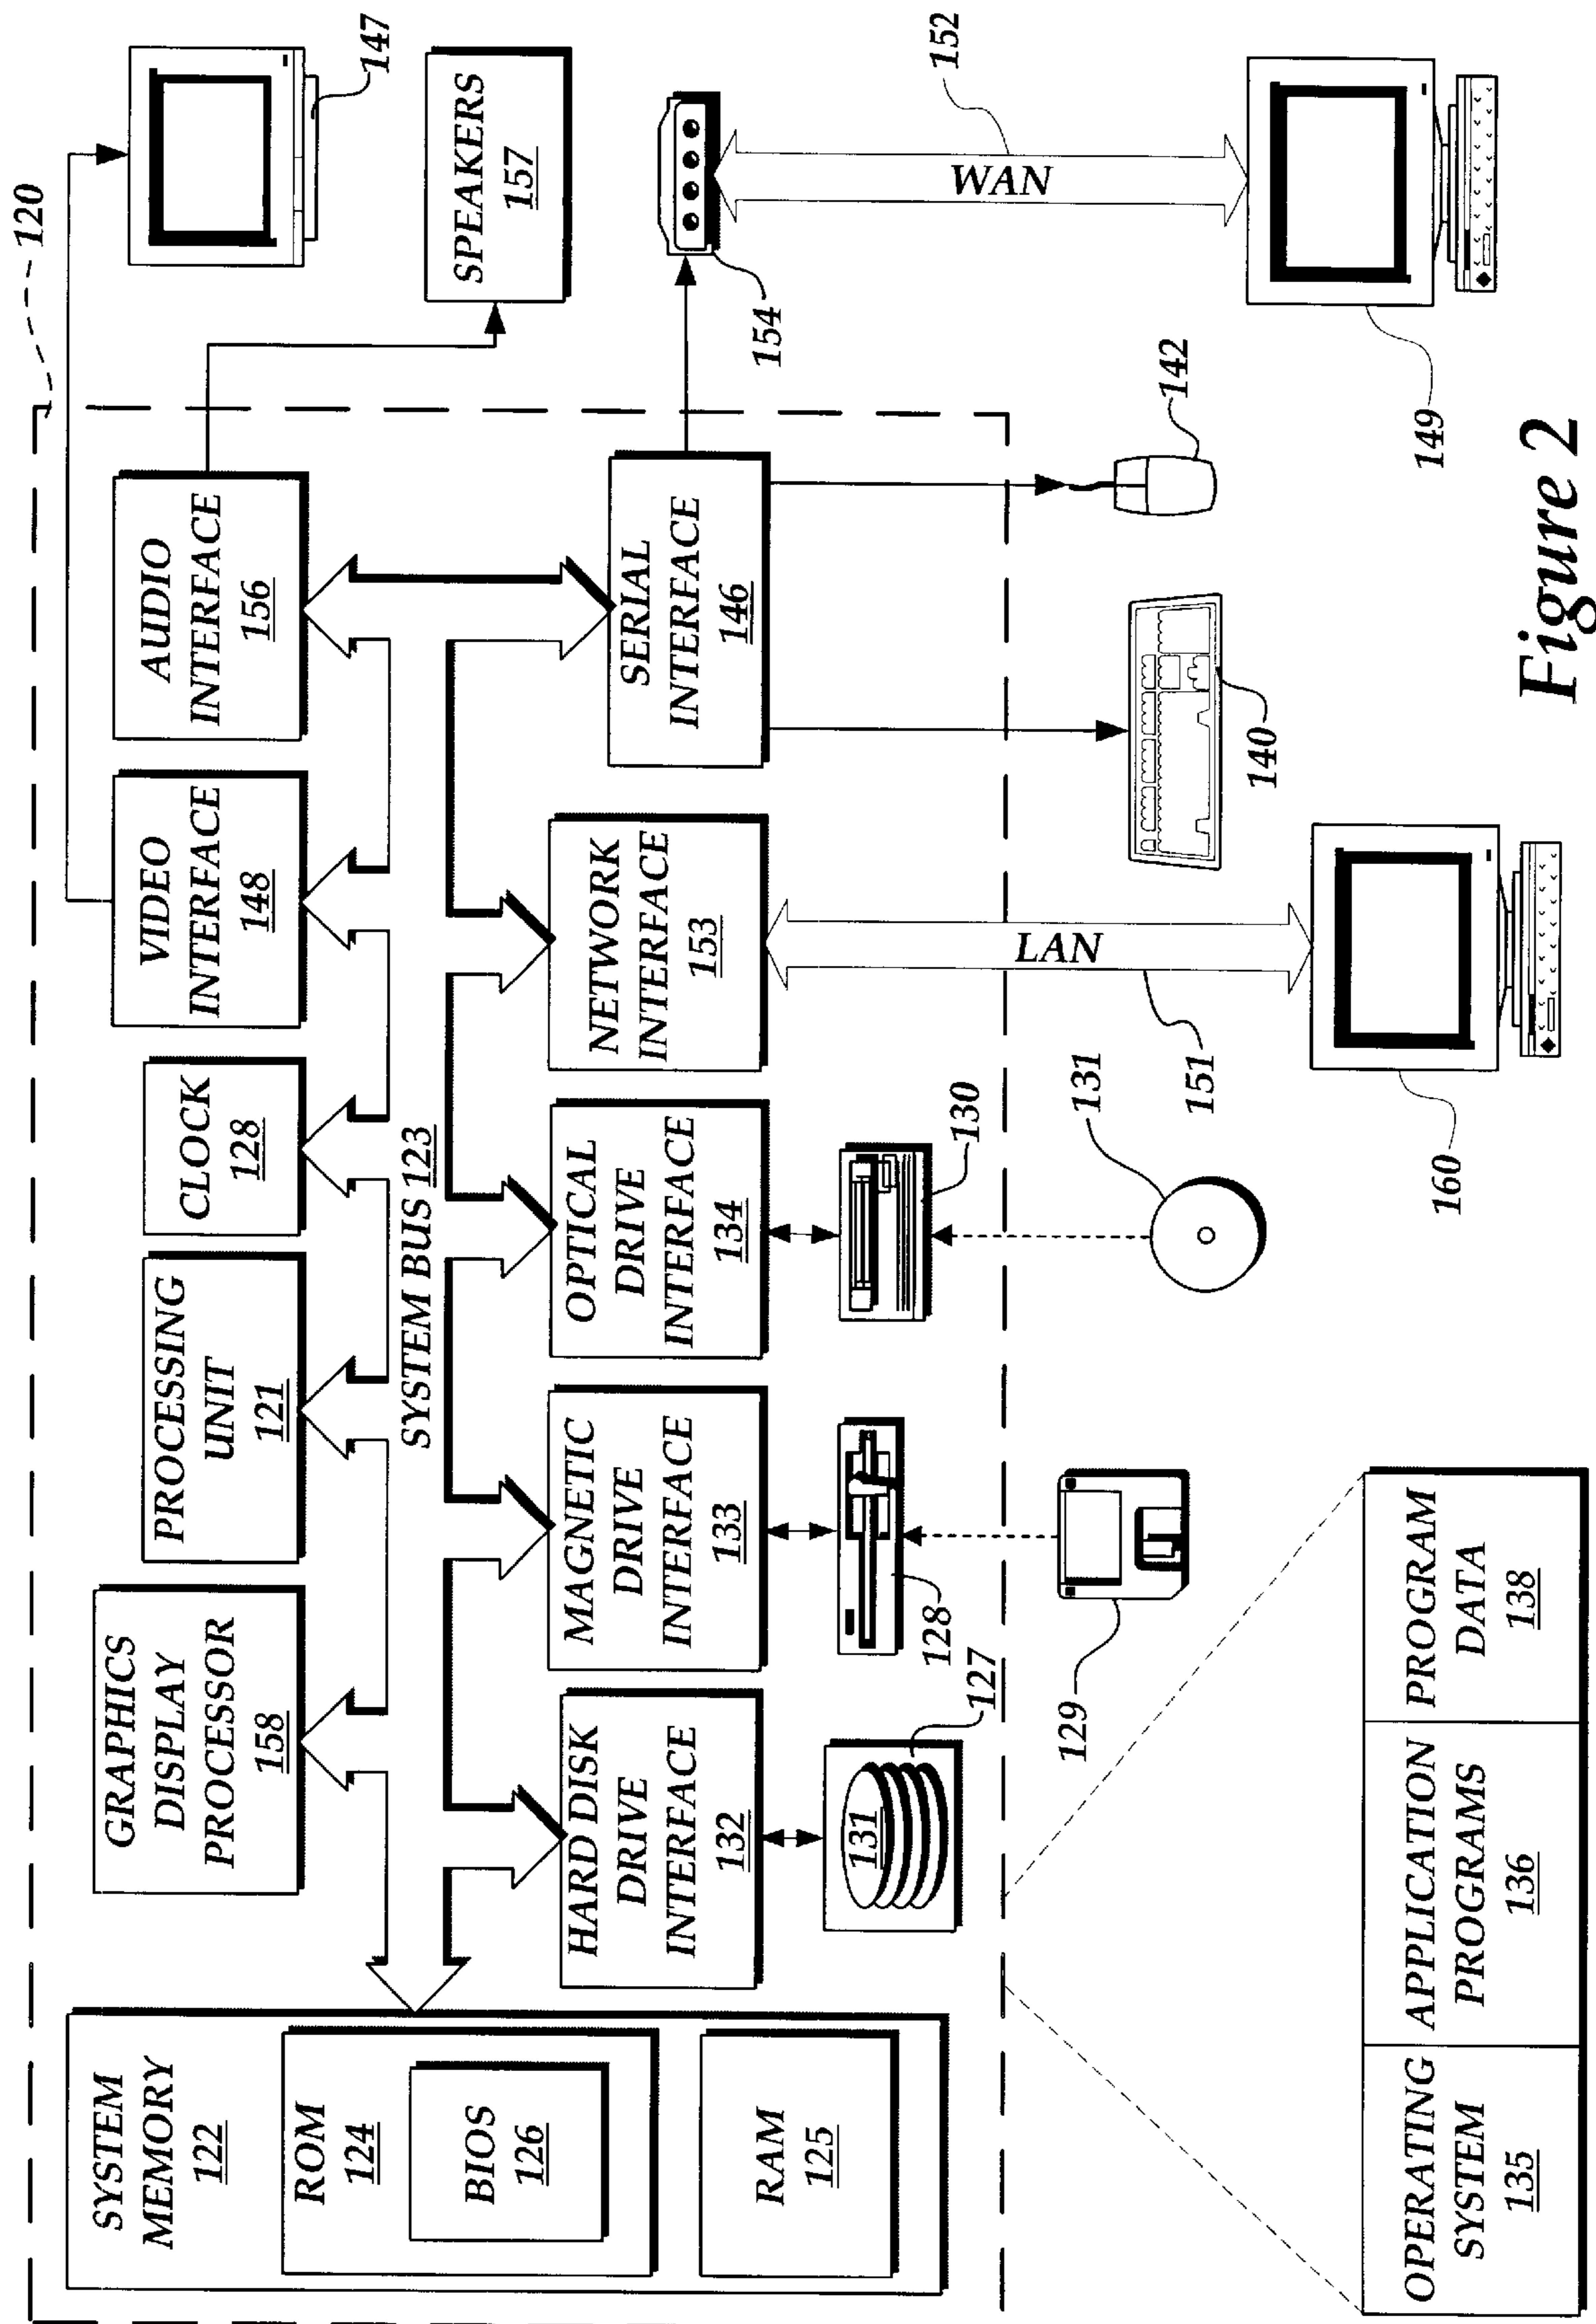 120
SYSTEM
MEMORY
122
ROM
124
BIOS
126
RAM
125
GRAPHICS
DISPLAY
PROCESSOR
158
PROCESSING
UNIT
121
CLOCK
128
VIDEO
INTERFACE
148
AUDIO
INTERFACE
156
147
SPEAKERS
157
SYSTEM BUS 123
HARD DISK
DRIVE
INTERFACE
132
MAGNETIC
DRIVE
INTERFACE
133
OPTICAL
DRIVE
INTERFACE
134
NETWORK
INTERFACE
153
SERIAL
INTERFACE
146
154
152
WAN
131
127
128
130
129
131
LAN
151
140
142
160
149
OPERATING
SYSTEM
135
APPLICATION
PROGRAMS
136
PROGRAM
DATA
138
Figure 2